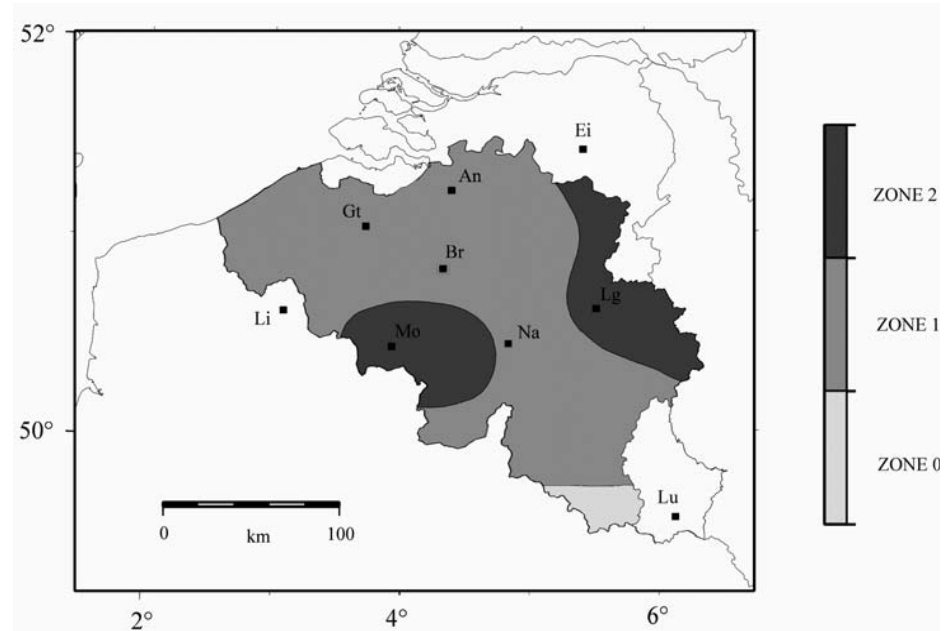 52°
Ei
An
Gt
Br
Li
Lg
Mo
Na
50°
Lu
0
100
km
2°
4°
6°
ZONE 2
ZONE 1
ZONE 0